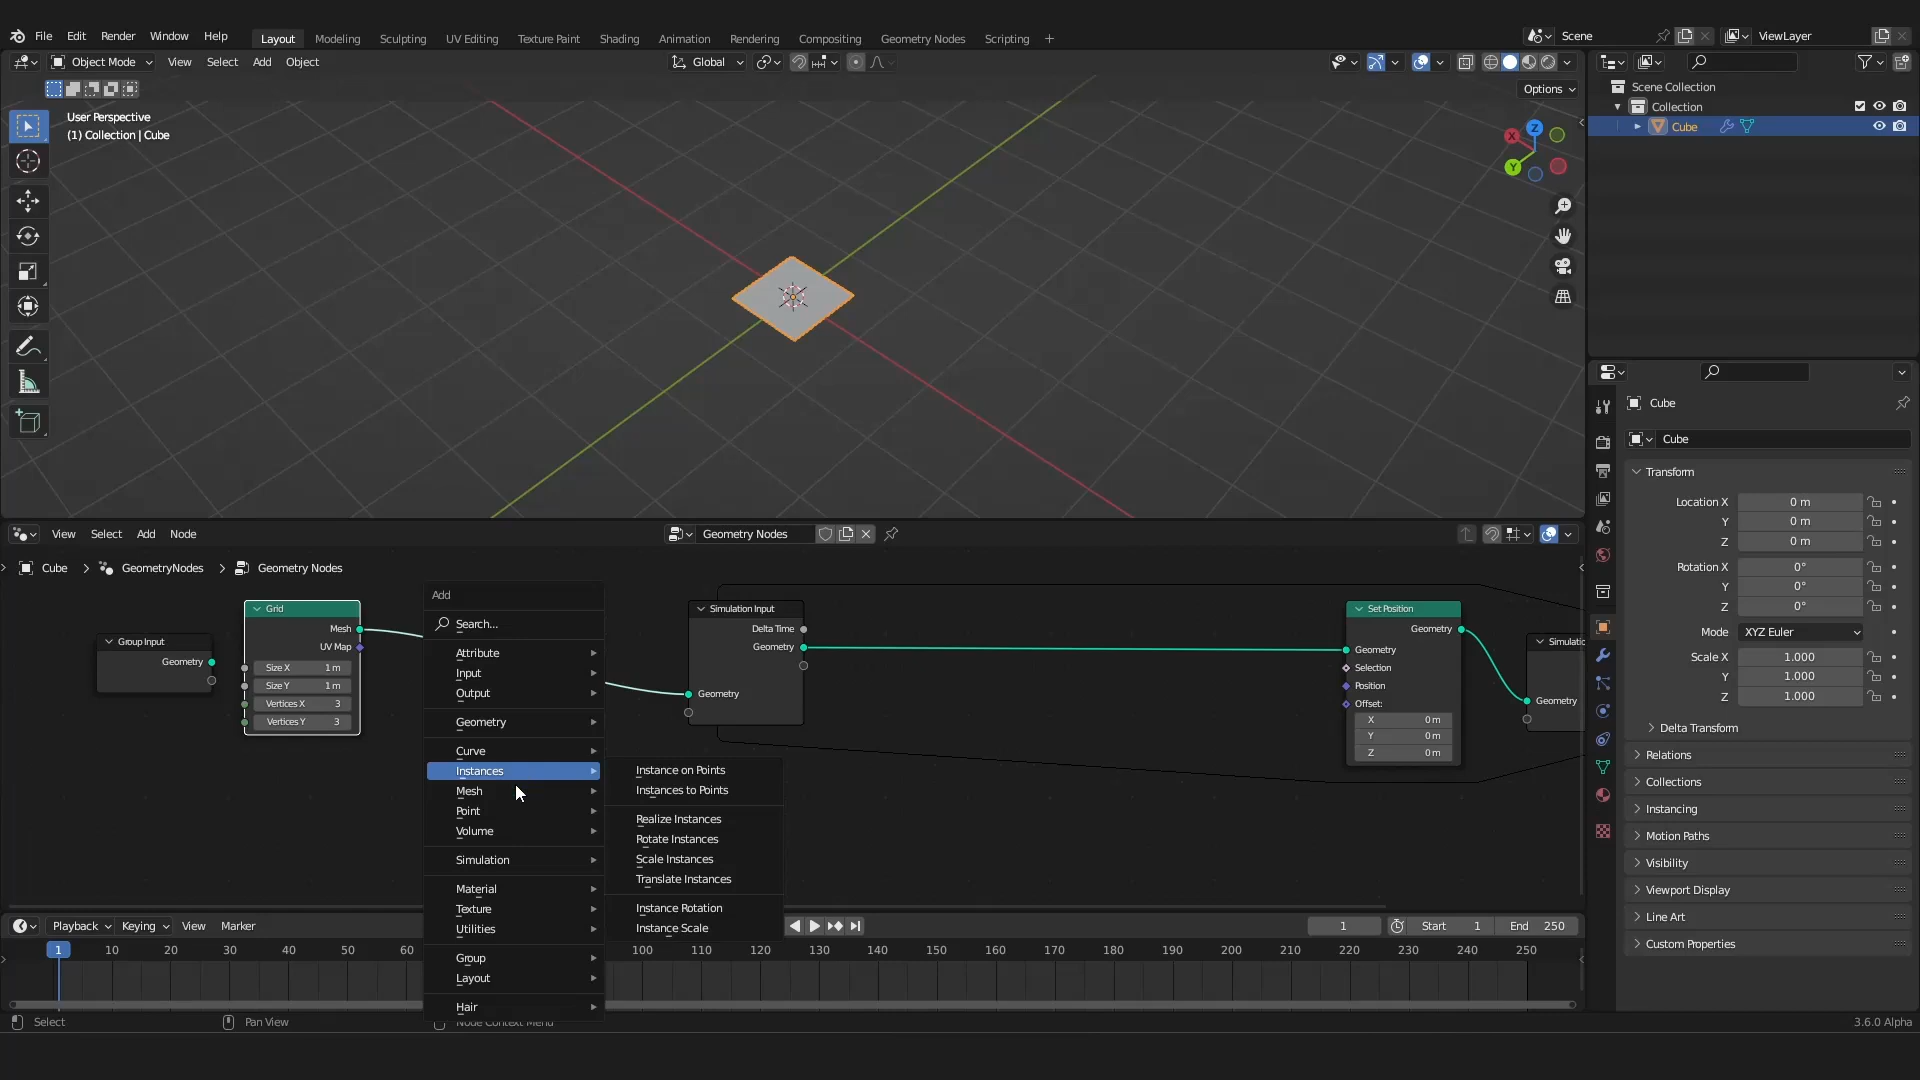 File Edit Render Window Help Layout Modeling Sculpting UV Editing Texture Paint Shading Animation Rendering Compositing Geometry Nodes Scripting + Scene ViewLayer
Object Mode View Select Add Object Global
Options
User Perspective
(1) Collection | Cube
X Z Y
Scene Collection
Collection
Cube
Cube
Cube
Transform
Location X 0 m
Y 0 m
Z 0 m
Rotation X 0°
Y 0°
Z 0°
Mode XYZ Euler
Scale X 1.000
Y 1.000
Z 1.000
Delta Transform
Relations
Collections
Instancing
Motion Paths
Visibility
Viewport Display
Line Art
Custom Properties
View Select Add Node Geometry Nodes
Cube > GeometryNodes > Geometry Nodes
Group Input
Geometry
Grid
Mesh
UV Map
Size X 1 m
Size Y 1 m
Vertices X 3
Vertices Y 3
Add
Search...
Attribute
Input
Output
Geometry
Curve
Instances
Mesh
Point
Volume
Simulation
Material
Texture
Utilities
Group
Layout
Hair
Instance on Points
Instances to Points
Realize Instances
Rotate Instances
Scale Instances
Translate Instances
Instance Rotation
Instance Scale
Simulation Input
Delta Time
Geometry
Geometry
Set Position
Geometry
Geometry
Selection
Position
Offset:
X 0 m
Y 0 m
Z 0 m
Simulatic
Geometry
Playback Keying View Marker 1 Start 1 End 250
1 10 20 30 40 50 60 100 110 120 130 140 150 160 170 180 190 200 210 220 230 240 250
Select Pan View Node Context Menu 3.6.0 Alpha